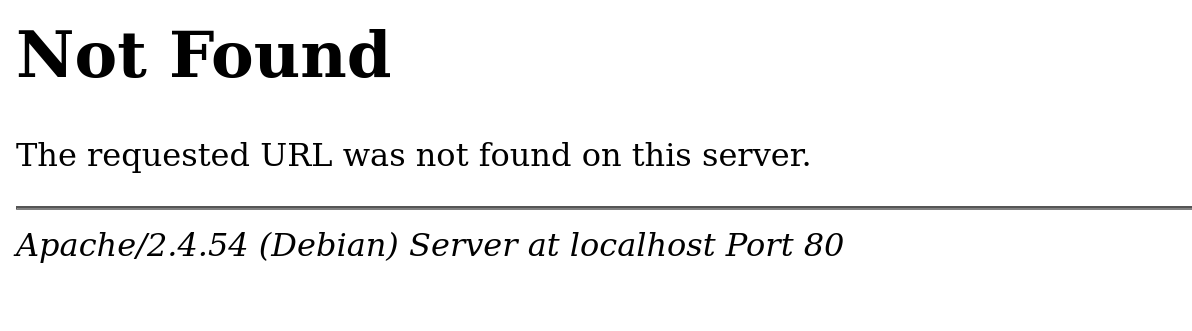 Not Found
The requested URL was not found on this server.
Apache/2.4.54 (Debian) Server at localhost Port 80